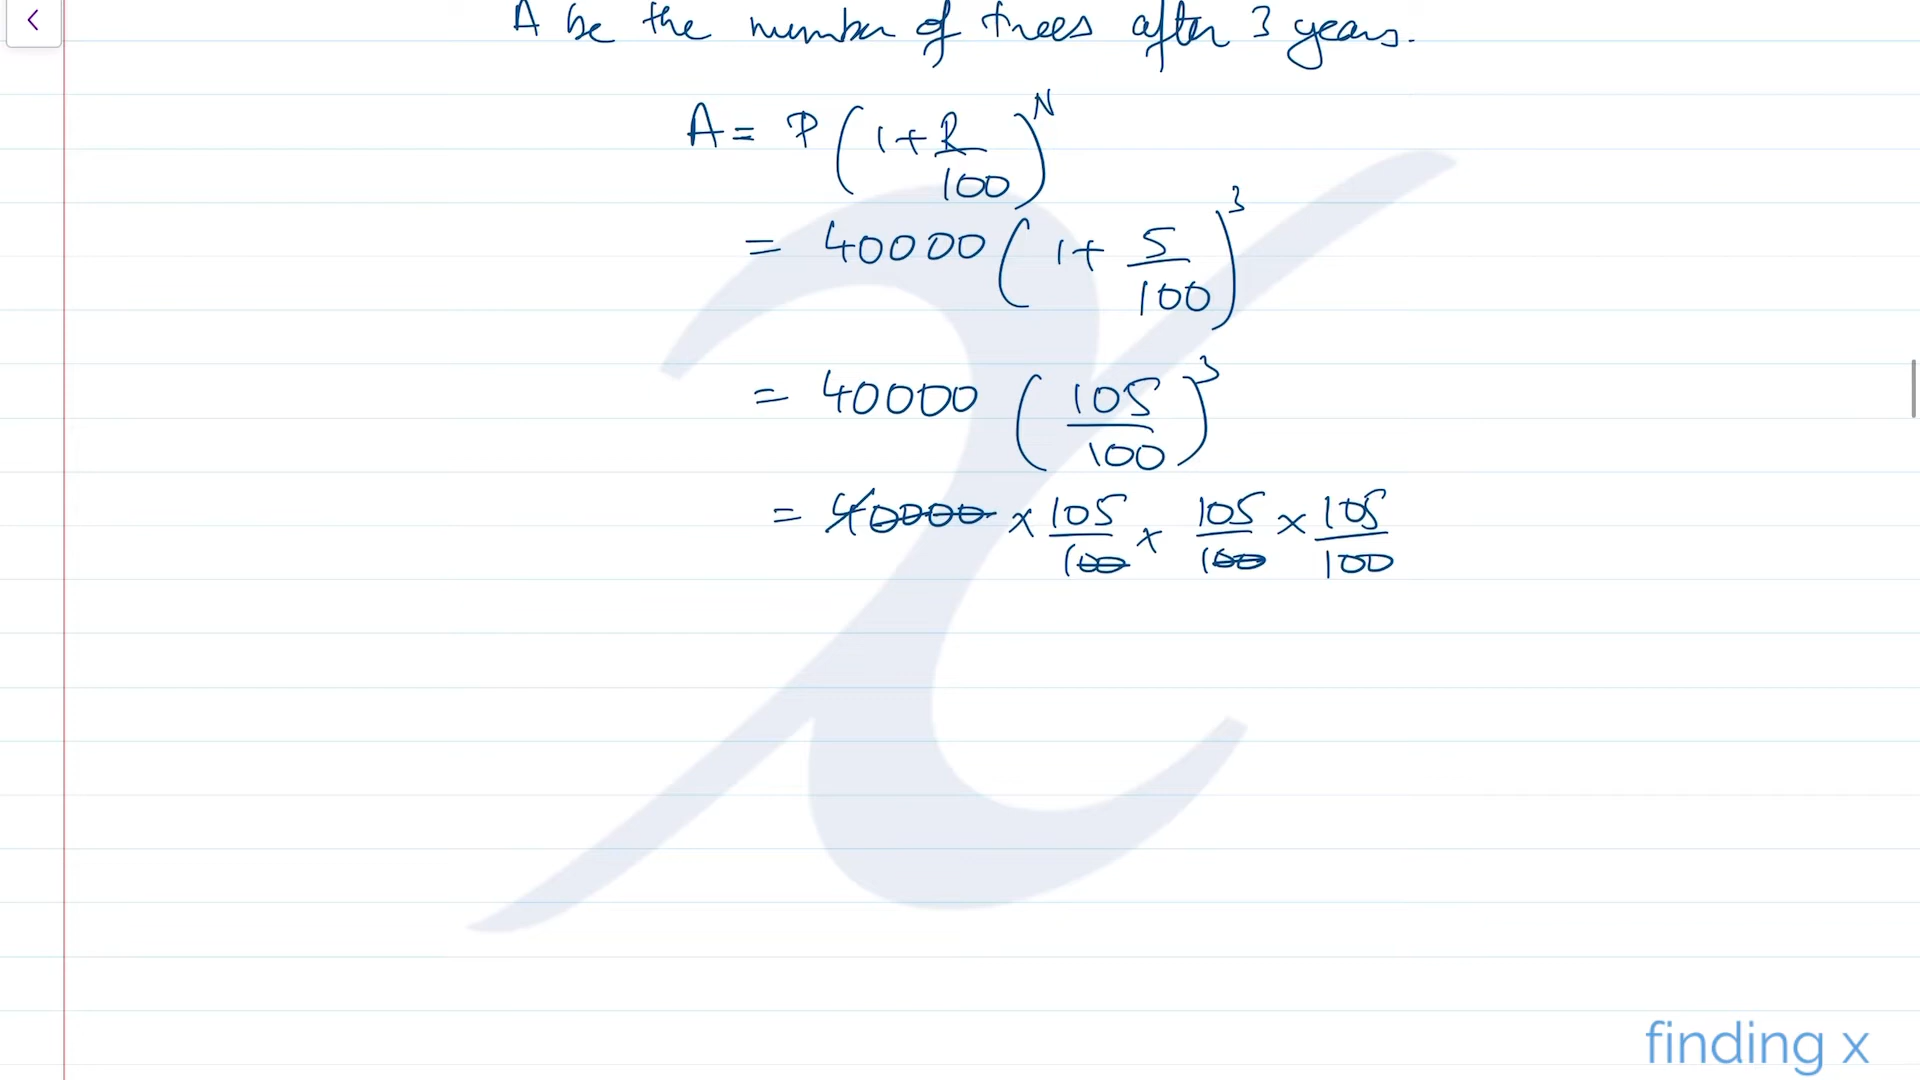 A be the number of trees after 3 years.
A = P (1 + R/100)^N
= 40000 (1 + 5/100)^3
= 40000 (105/100)^3
= 40000 × 105/100 × 105/100 × 105/100
finding x